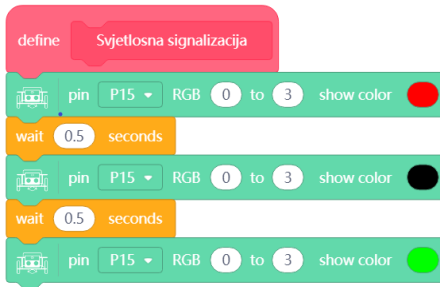 define Svjetlosna signalizacija
pin P15 RGB 0 to 3 show color
wait 0.5 seconds
pin P15 RGB 0 to 3 show color
wait 0.5 seconds
pin P15 RGB 0 to 3 show color